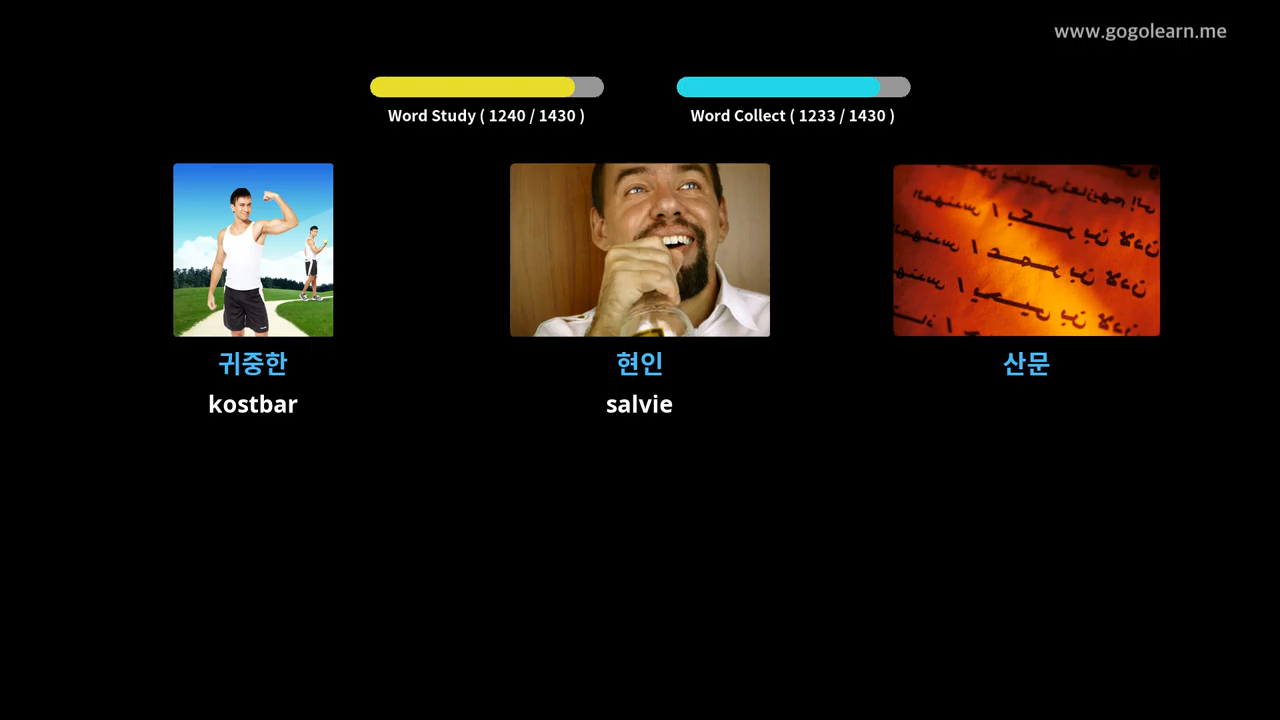 www.gogolearn.me
Word Study ( 1240 / 1430 )
Word Collect ( 1233 / 1430 )
귀중한
현인
산문
kostbar
salvie